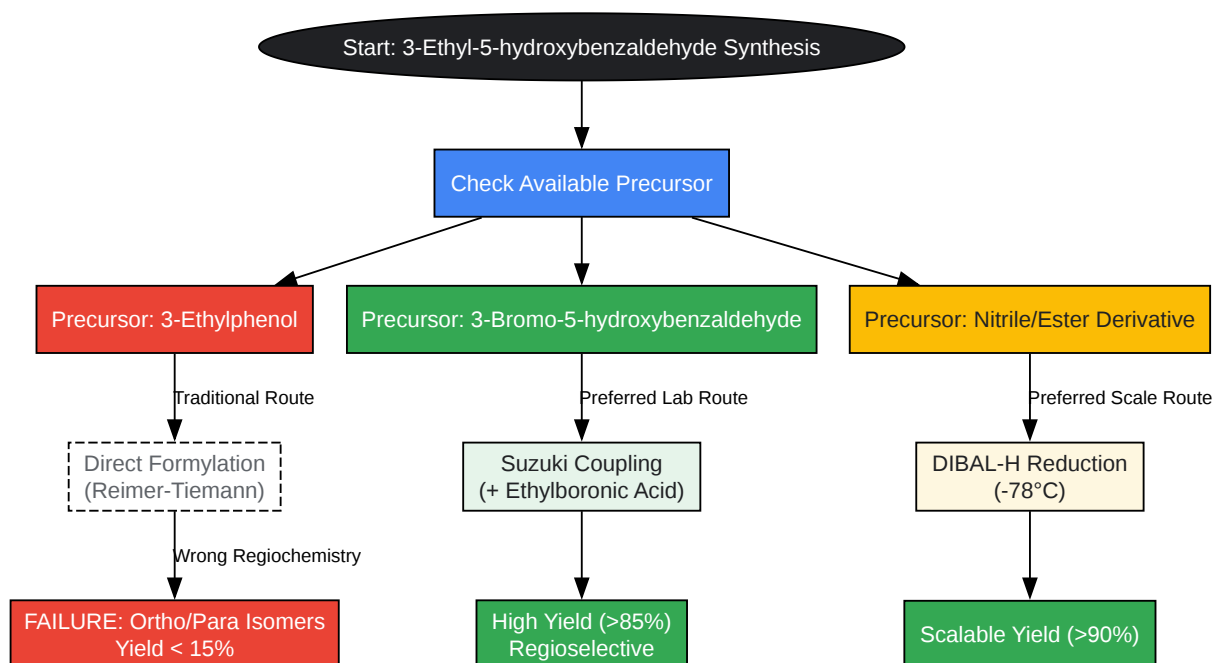 Start: 3-Ethyl-5-hydroxybenzaldehyde Synthesis
Check Available Precursor
Precursor: 3-Ethylphenol
Precursor: 3-Bromo-5-hydroxybenzaldehyde
Precursor: Nitrile/Ester Derivative
Traditional Route
Preferred Lab Route
Preferred Scale Route
Direct Formylation
(Reimer-Tiemann)
Suzuki Coupling
(+ Ethylboronic Acid)
DIBAL-H Reduction
(-78°C)
Wrong Regiochemistry
FAILURE: Ortho/Para Isomers
Yield < 15%
High Yield (>85%)
Regioselective
Scalable Yield (>90%)